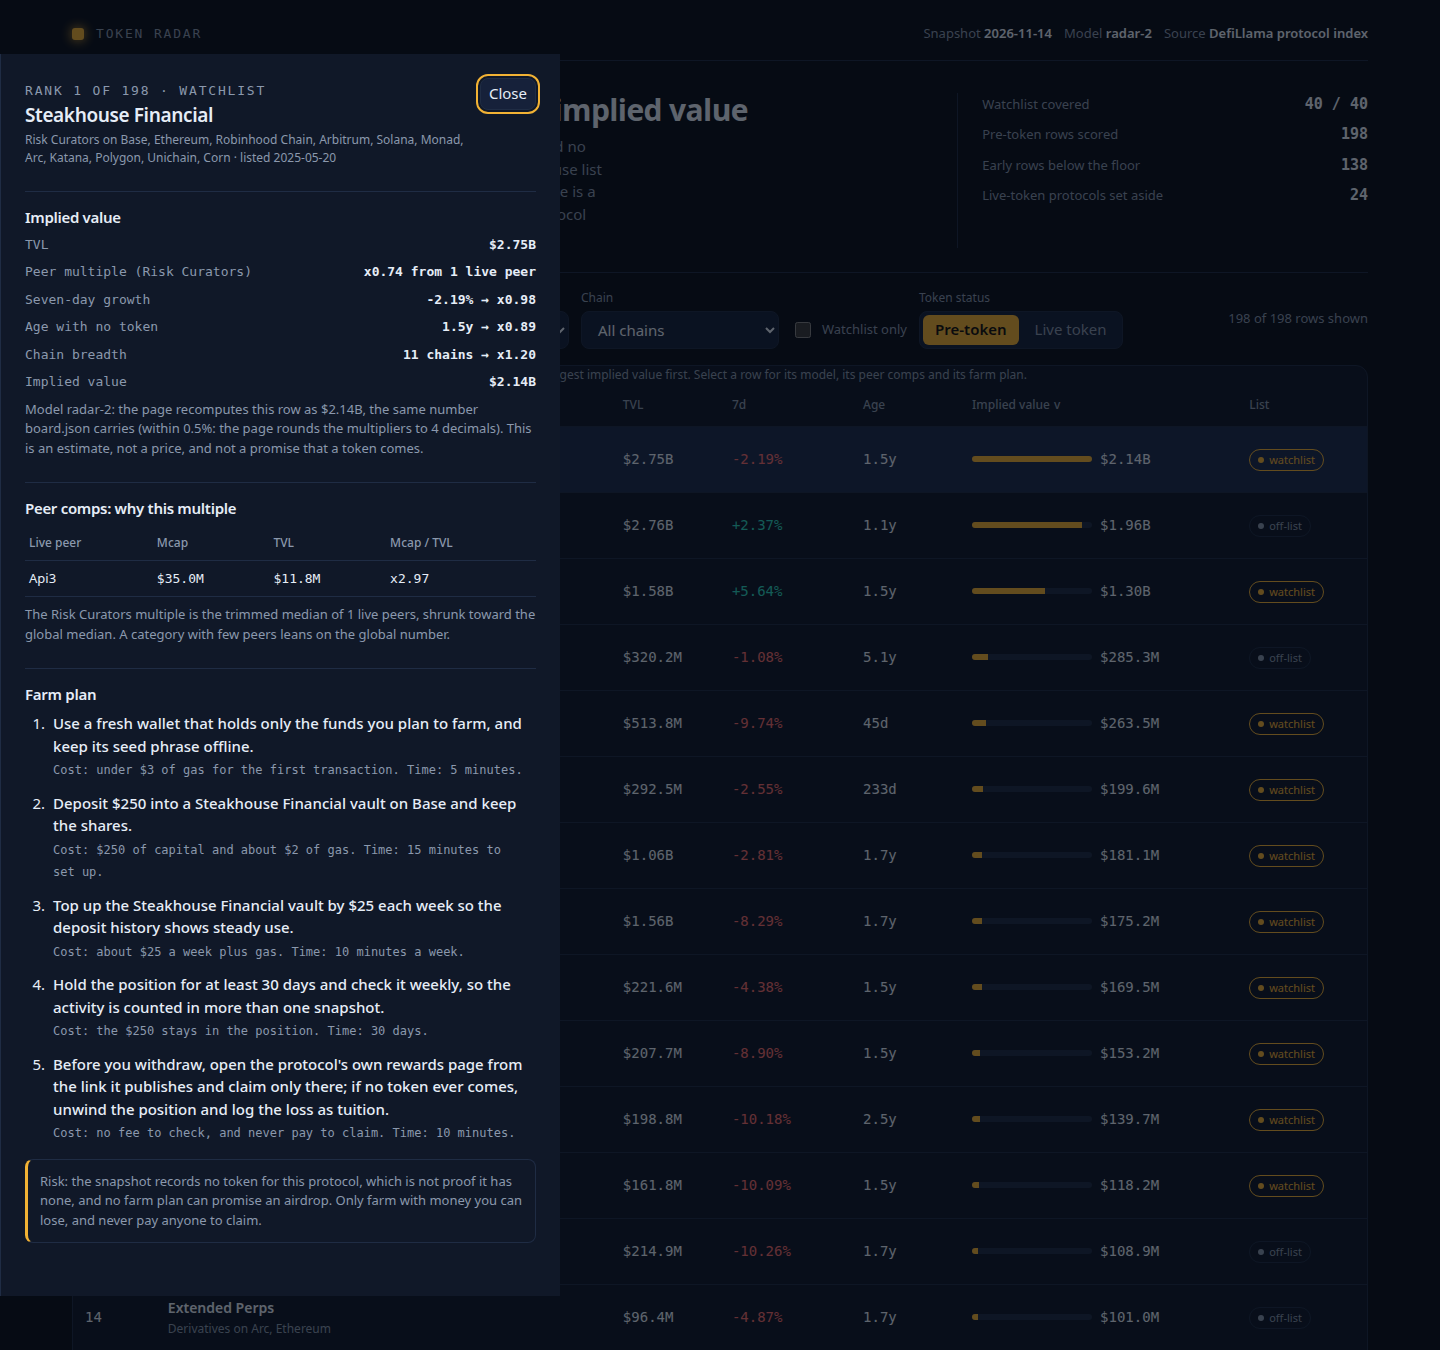 TOKEN RADAR
Snapshot 2026-11-14 Model radar-2 Source DefiLlama protocol index
RANK 1 OF 198 · WATCHLIST
Close
Steakhouse Financial
Risk Curators on Base, Ethereum, Robinhood Chain, Arbitrum, Solana, Monad,
Arc, Katana, Polygon, Unichain, Corn · listed 2025-05-20
Implied value
TVL $2.75B
Peer multiple (Risk Curators) x0.74 from 1 live peer
Seven-day growth -2.19% → x0.98
Age with no token 1.5y → x0.89
Chain breadth 11 chains → x1.20
Implied value $2.14B
Model radar-2: the page recomputes this row as $2.14B, the same number
board.json carries (within 0.5%: the page rounds the multipliers to 4 decimals). This
is an estimate, not a price, and not a promise that a token comes.
Peer comps: why this multiple
Live peer Mcap TVL Mcap / TVL
Api3 $35.0M $11.8M x2.97
The Risk Curators multiple is the trimmed median of 1 live peers, shrunk toward the
global median. A category with few peers leans on the global number.
Farm plan
1. Use a fresh wallet that holds only the funds you plan to farm, and
keep its seed phrase offline.
Cost: under $3 of gas for the first transaction. Time: 5 minutes.
2. Deposit $250 into a Steakhouse Financial vault on Base and keep
the shares.
Cost: $250 of capital and about $2 of gas. Time: 15 minutes to
set up.
3. Top up the Steakhouse Financial vault by $25 each week so the
deposit history shows steady use.
Cost: about $25 a week plus gas. Time: 10 minutes a week.
4. Hold the position for at least 30 days and check it weekly, so the
activity is counted in more than one snapshot.
Cost: the $250 stays in the position. Time: 30 days.
5. Before you withdraw, open the protocol's own rewards page from
the link it publishes and claim only there; if no token ever comes,
unwind the position and log the loss as tuition.
Cost: no fee to check, and never pay to claim. Time: 10 minutes.
Risk: the snapshot records no token for this protocol, which is not proof it has
none, and no farm plan can promise an airdrop. Only farm with money you can
lose, and never pay anyone to claim.
implied value
no
list
e is a
Watchlist covered 40 / 40
Pre-token rows scored 198
Early rows below the floor 138
Live-token protocols set aside 24
Chain
All chains
Watchlist only
Token status
Pre-token Live token
198 of 198 rows shown
gest implied value first. Select a row for its model, its peer comps and its farm plan.
TVL 7d Age Implied value v List
$2.75B -2.19% 1.5y $2.14B watchlist
$2.76B +2.37% 1.1y $1.96B off-list
$1.58B +5.64% 1.5y $1.30B watchlist
$320.2M -1.08% 5.1y $285.3M off-list
$513.8M -9.74% 45d $263.5M watchlist
$292.5M -2.55% 233d $199.6M watchlist
$1.06B -2.81% 1.7y $181.1M watchlist
$1.56B -8.29% 1.7y $175.2M watchlist
$221.6M -4.38% 1.5y $169.5M watchlist
$207.7M -8.90% 1.5y $153.2M watchlist
$198.8M -10.18% 2.5y $139.7M watchlist
$161.8M -10.09% 1.5y $118.2M watchlist
$214.9M -10.26% 1.7y $108.9M off-list
14 Extended Perps $96.4M -4.87% 1.7y $101.0M off-list
Derivatives on Arc, Ethereum